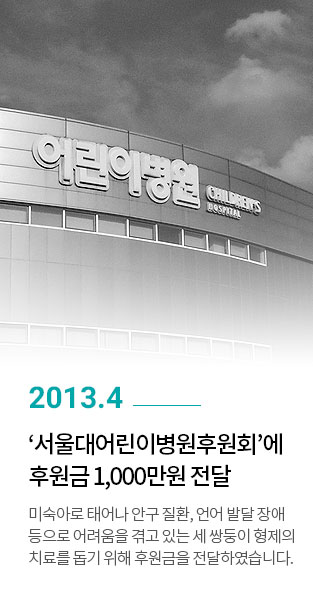 어린이병원
CHILDREN'S
HOSPITAL
2013.4
‘서울대어린이병원후원회’에
후원금 1,000만원 전달
미숙아로 태어나 안구 질환, 언어 발달 장애
등으로 어려움을 겪고 있는 세 쌍둥이 형제의
치료를 돕기 위해 후원금을 전달하였습니다.